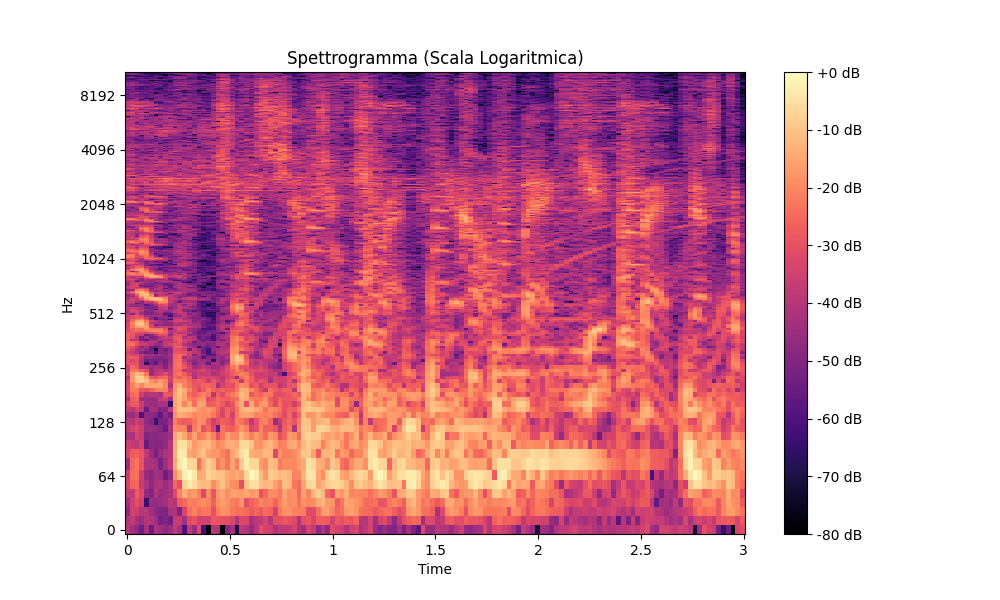 Spettrogramma (Scala Logaritmica)
Hz
8192
4096
2048
1024
512
256
128
64
0
0
0.5
1
1.5
2
2.5
3
Time
+0 dB
-10 dB
-20 dB
-30 dB
-40 dB
-50 dB
-60 dB
-70 dB
-80 dB